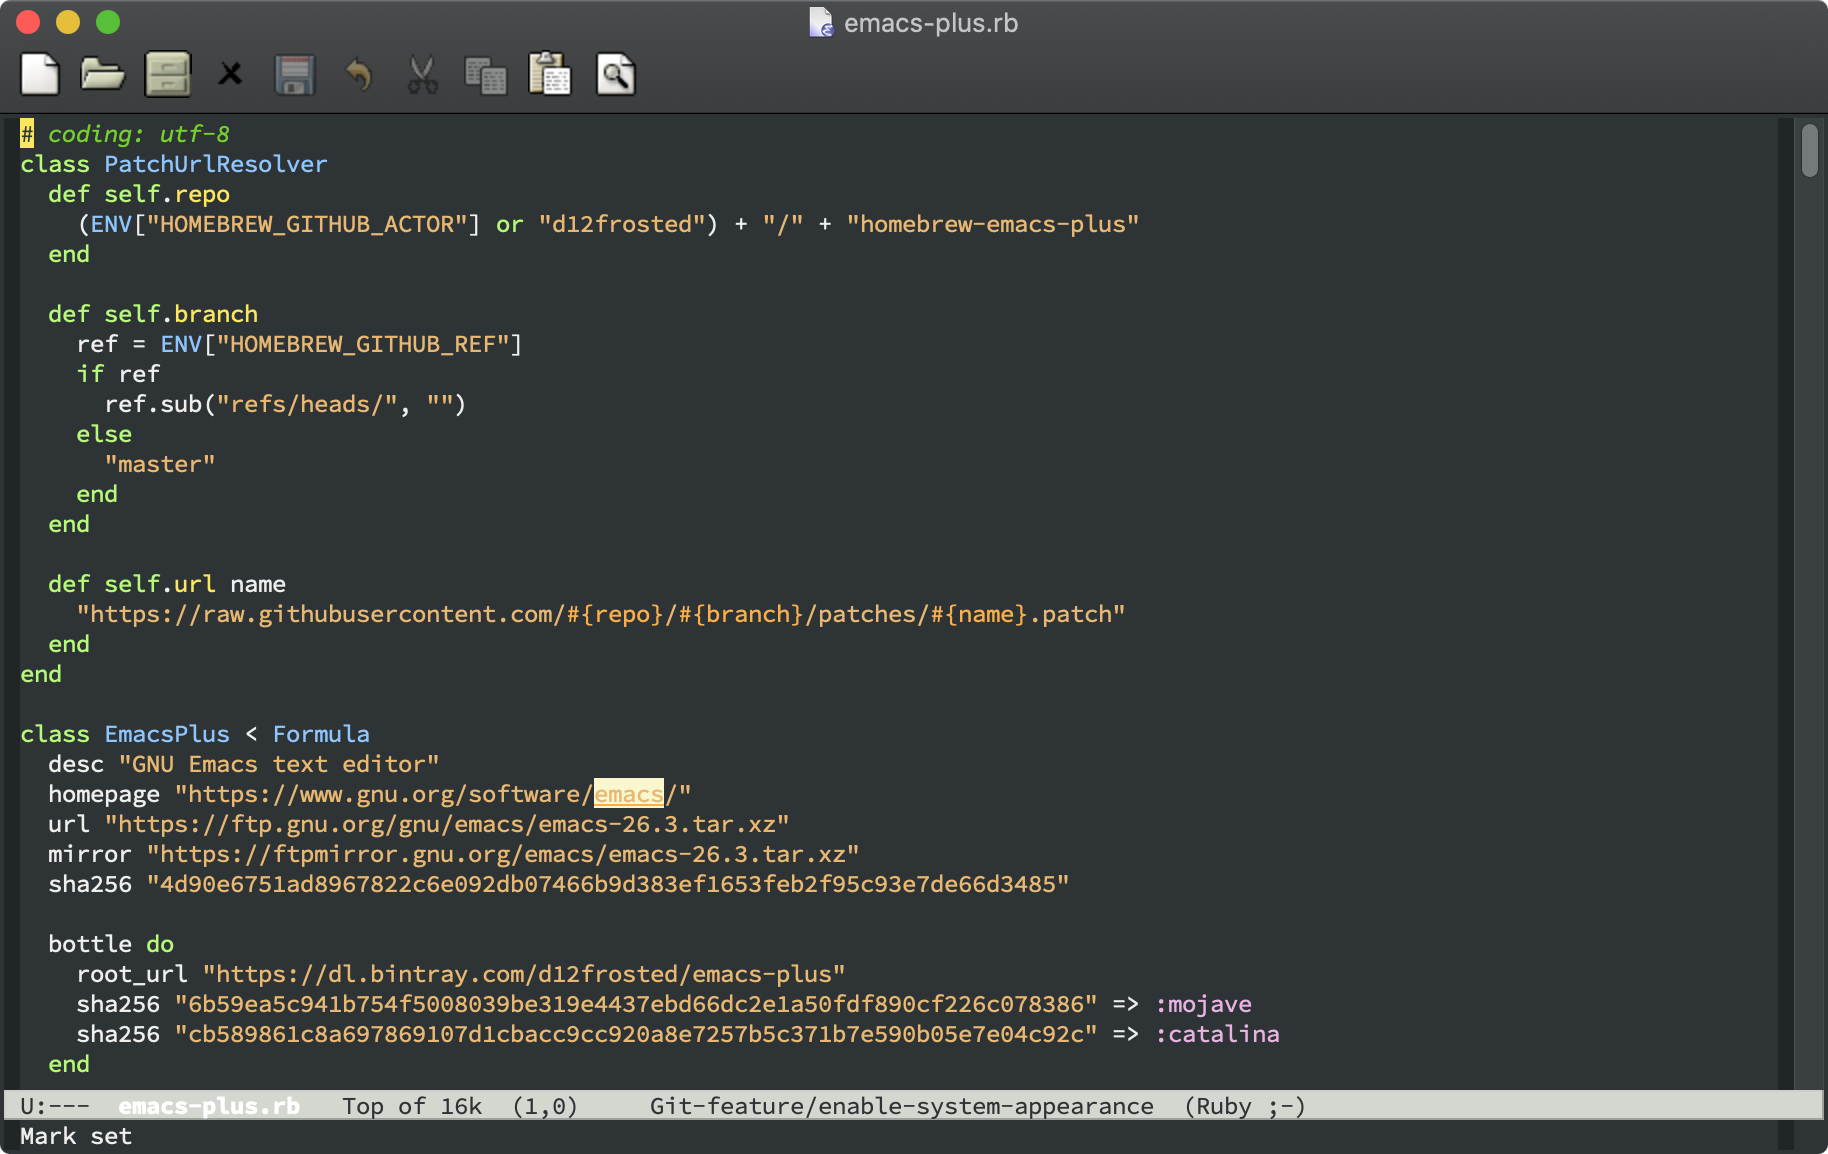 emacs-plus.rb
# coding: utf-8
class PatchUrlResolver
  def self.repo
    (ENV["HOMEBREW_GITHUB_ACTOR"] or "d12frosted") + "/" + "homebrew-emacs-plus"
  end

  def self.branch
    ref = ENV["HOMEBREW_GITHUB_REF"]
    if ref
      ref.sub("refs/heads/", "")
    else
      "master"
    end
  end

  def self.url name
    "https://raw.githubusercontent.com/#{repo}/#{branch}/patches/#{name}.patch"
  end
end

class EmacsPlus < Formula
  desc "GNU Emacs text editor"
  homepage "https://www.gnu.org/software/emacs/"
  url "https://ftp.gnu.org/gnu/emacs/emacs-26.3.tar.xz"
  mirror "https://ftpmirror.gnu.org/emacs/emacs-26.3.tar.xz"
  sha256 "4d90e6751ad8967822c6e092db07466b9d383ef1653feb2f95c93e7de66d3485"

  bottle do
    root_url "https://dl.bintray.com/d12frosted/emacs-plus"
    sha256 "6b59ea5c941b754f5008039be319e4437ebd66dc2e1a50fdf890cf226c078386" => :mojave
    sha256 "cb589861c8a697869107d1cbacc9cc920a8e7257b5c371b7e590b05e7e04c92c" => :catalina
  end
U:---  emacs-plus.rb   Top of 16k  (1,0)     Git-feature/enable-system-appearance  (Ruby ;-)
Mark set